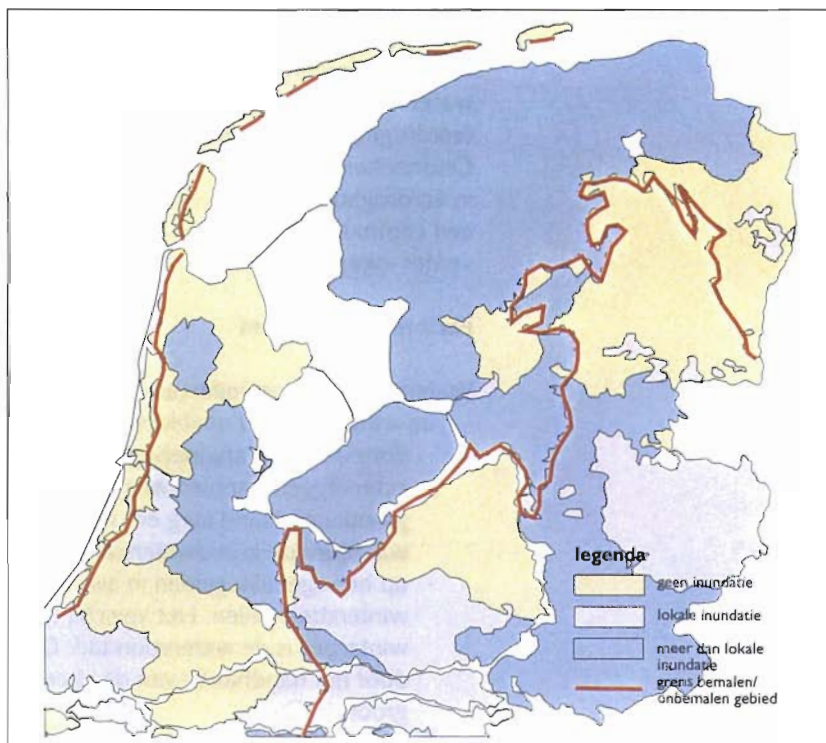 legenda
geen inundatie
lokale inundatie
meer dan lokale
inundatie
grens bemalen/
onbemalen gebied